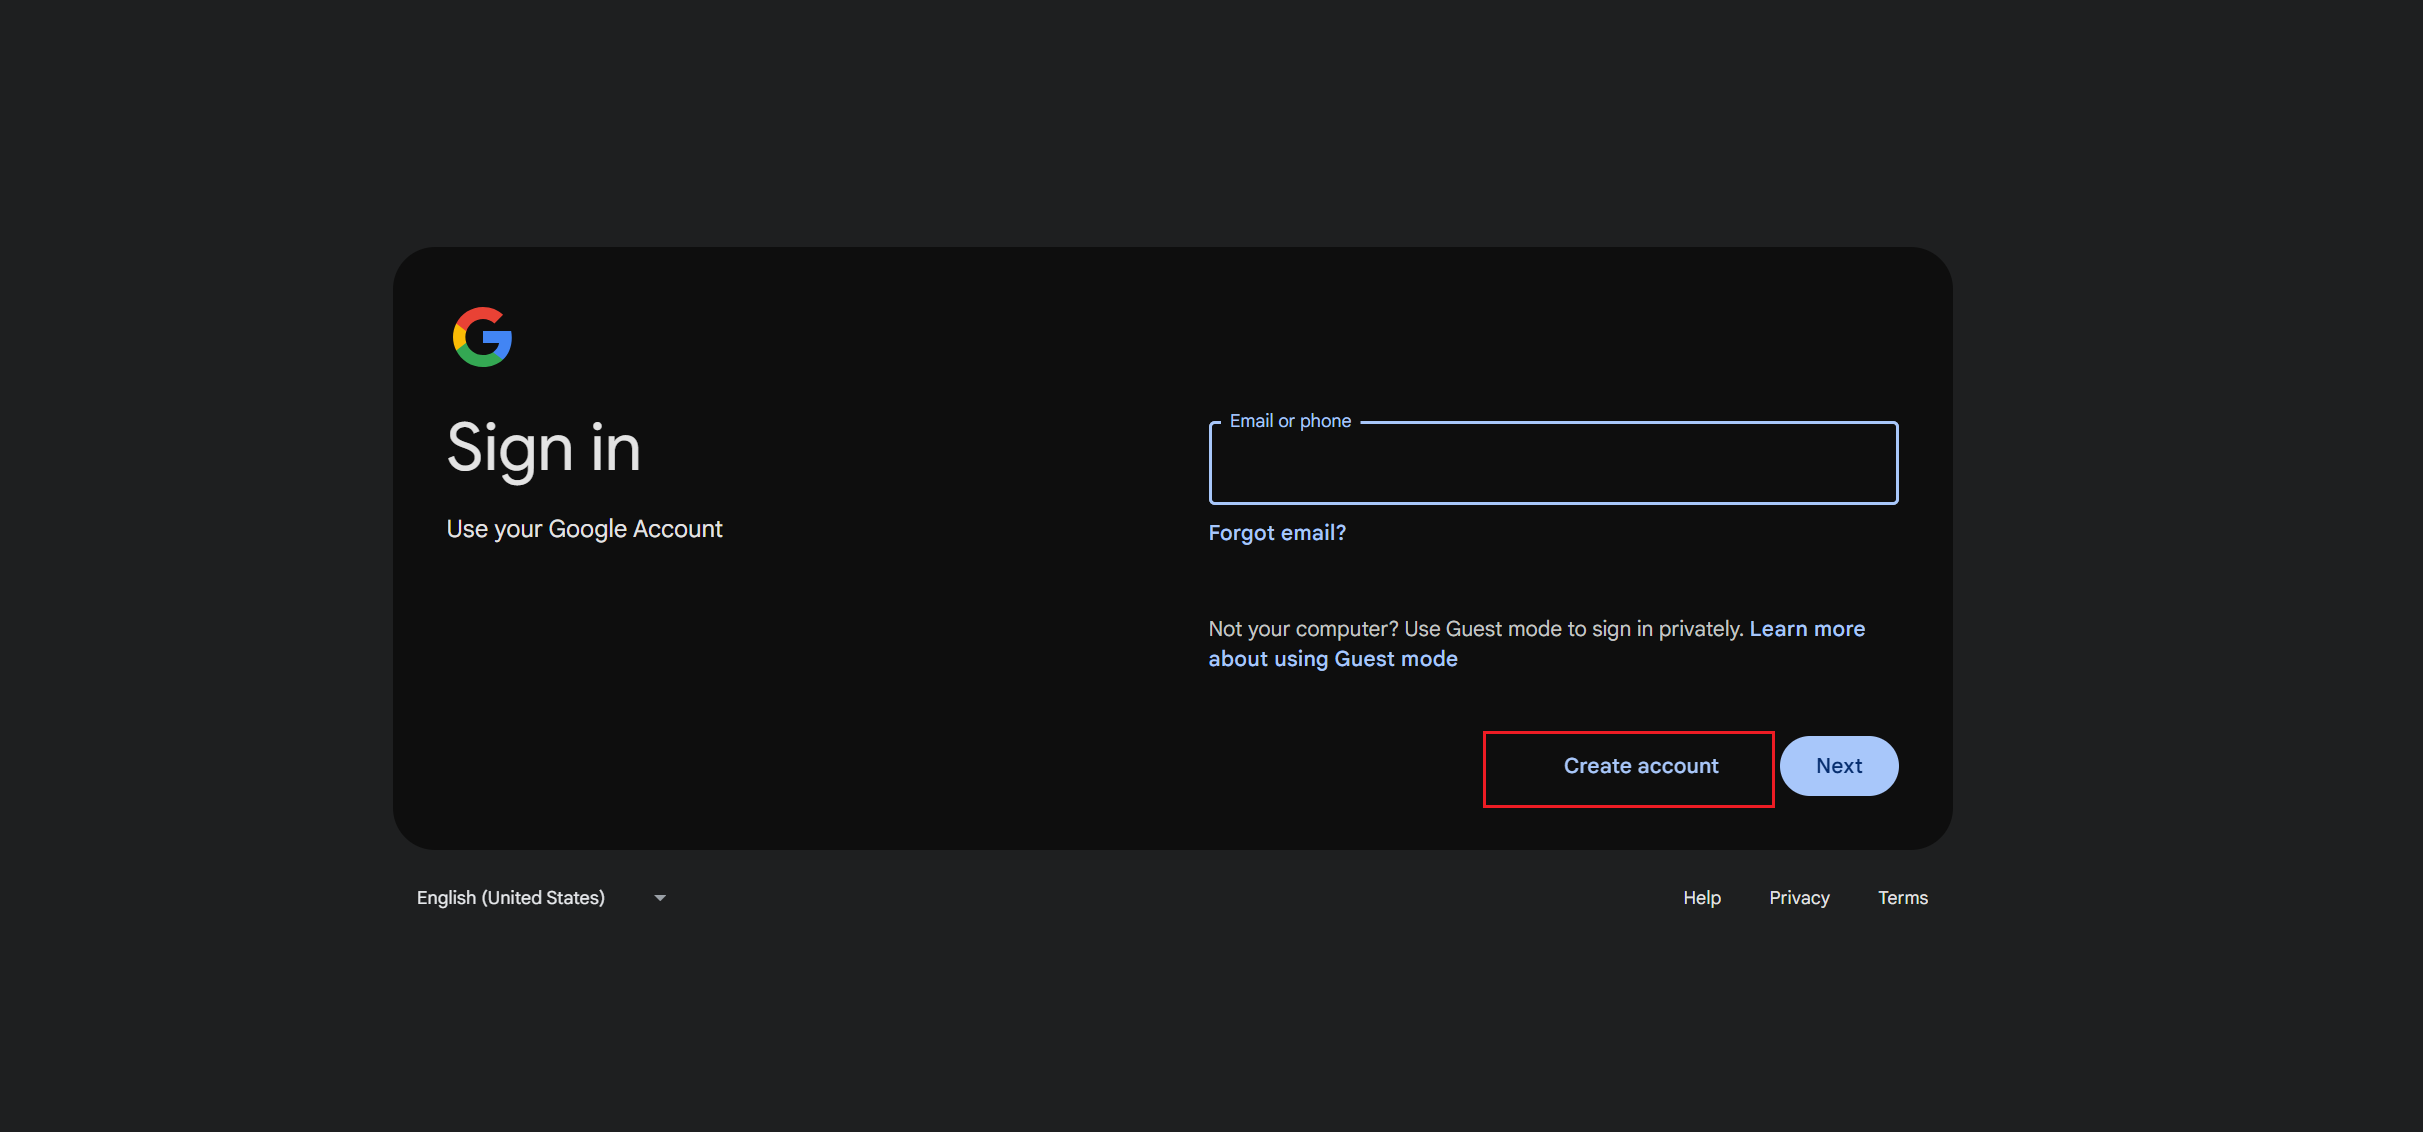 Sign in
Use your Google Account
Email or phone
Forgot email?
Not your computer? Use Guest mode to sign in privately. Learn more
about using Guest mode
Create account
Next
English (United States)
Help
Privacy
Terms